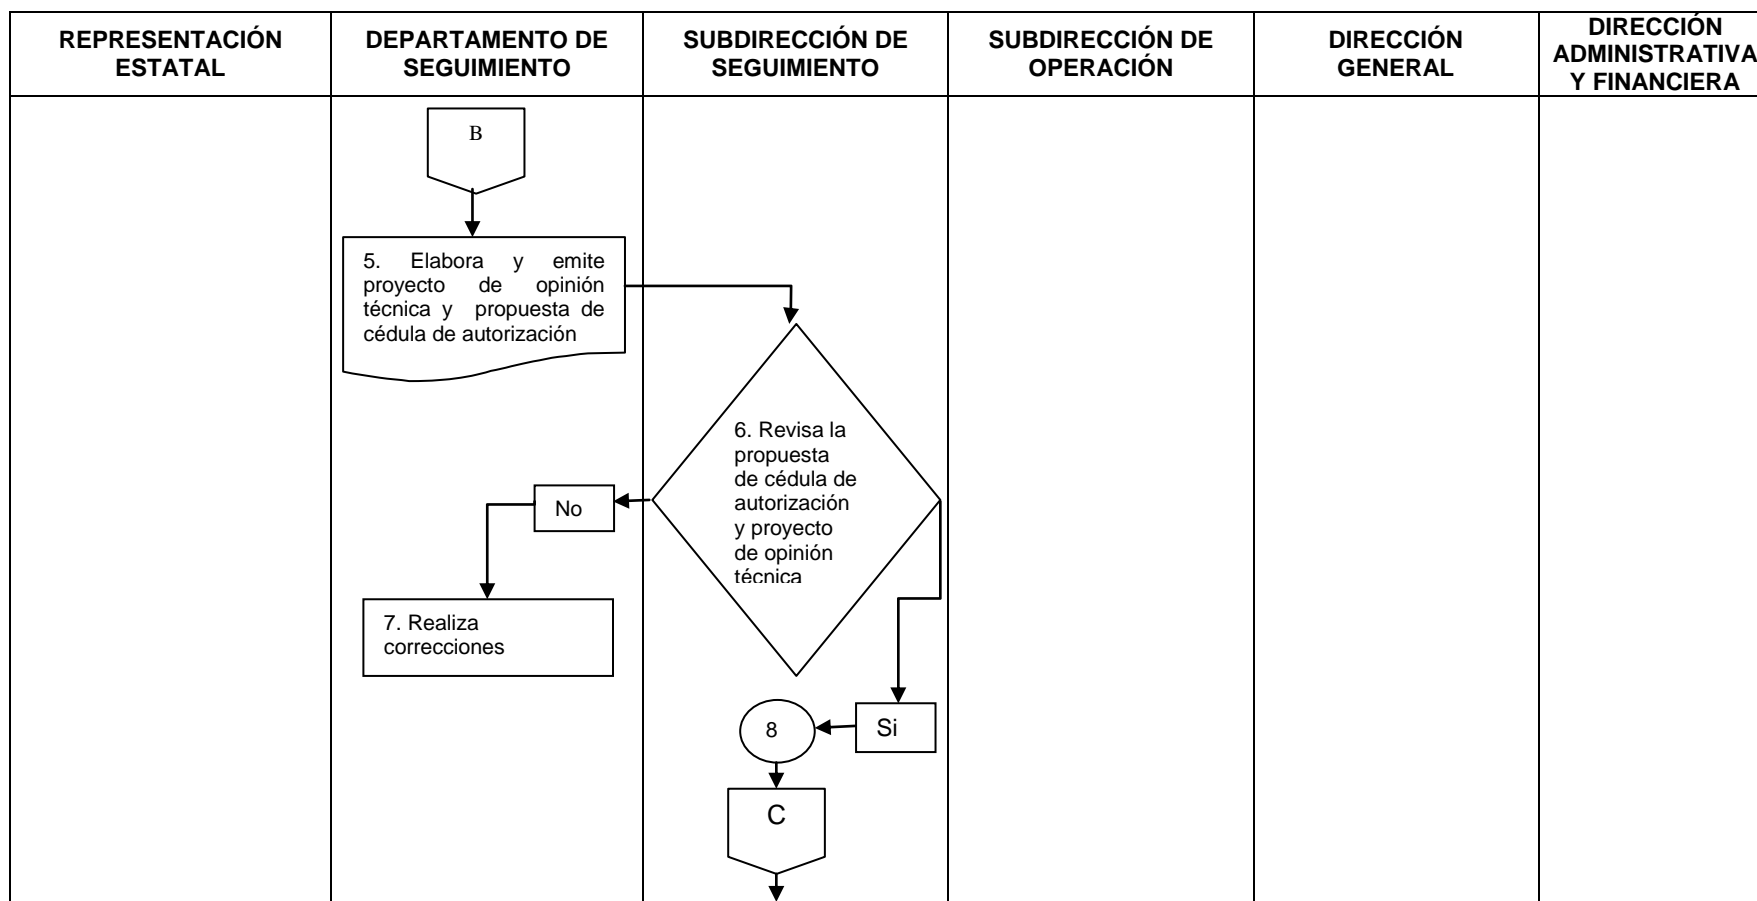 REPRESENTACIÓN
ESTATAL
DEPARTAMENTO DE
SEGUIMIENTO
SUBDIRECCIÓN DE
SEGUIMIENTO
SUBDIRECCIÓN DE
OPERACIÓN
DIRECCIÓN
GENERAL
DIRECCIÓN
ADMINISTRATIVA
Y FINANCIERA
B
5. Elabora y emite
proyecto de opinión
técnica y propuesta de
cédula de autorización
6. Revisa la
propuesta
de cédula de
autorización
y proyecto
de opinión
técnica
No
7. Realiza
correcciones
Si
8
C